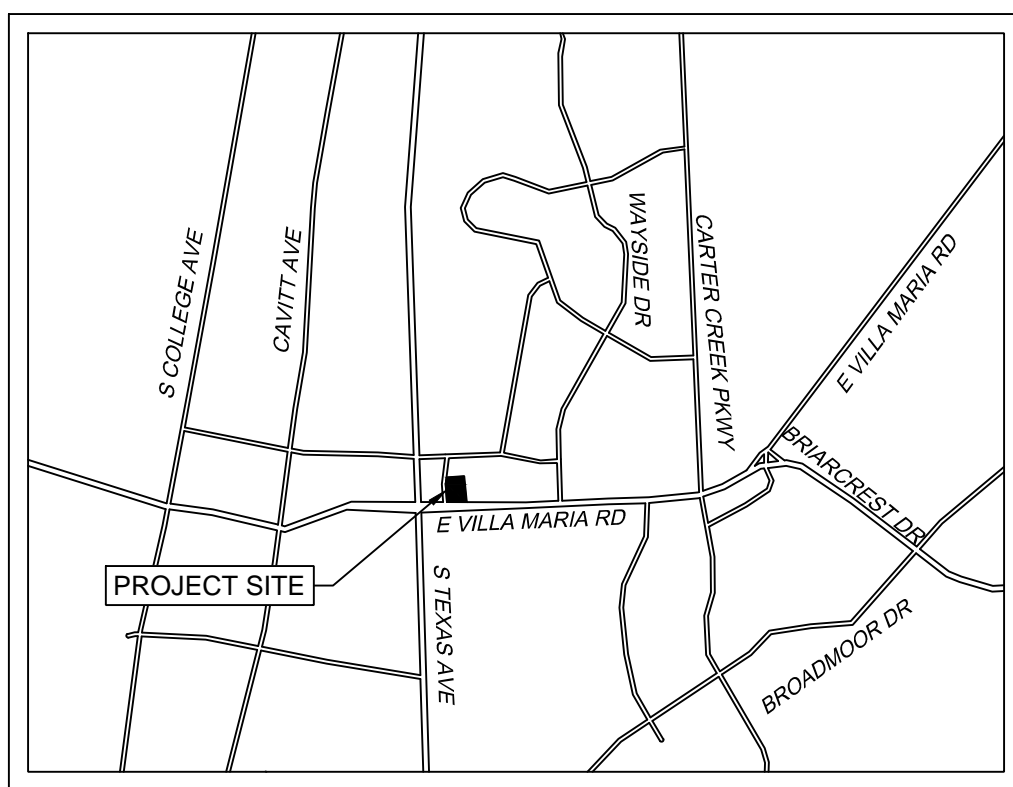 S COLLEGE AVE
CAVITT AVE
WAYSIDE DR
CARTER CREEK PKWY
E VILLA MARIA RD
BRIARCREST DR
E VILLA MARIA RD
PROJECT SITE
S TEXAS AVE
BROADMOOR DR